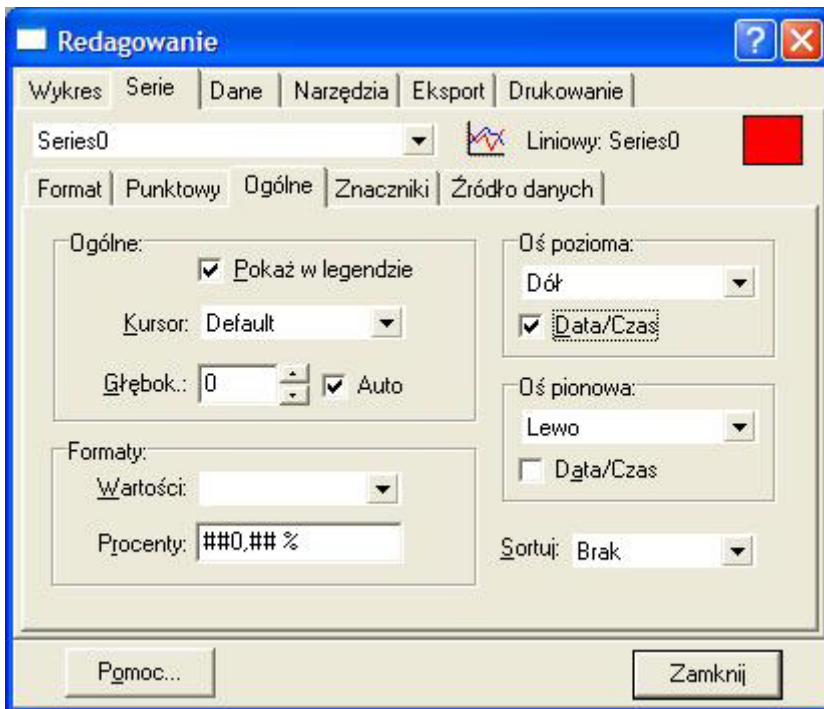 Redagowanie
Wykres Serie Dane Narzędzia Eksport Drukowanie
Series0 Liniowy: Series0
Format Punktowy Ogólne Znaczniki Źródło danych
Ogólne:
Pokaż w legendzie
Kursor: Default
Głębok.: 0 Auto
Formaty:
Wartości:
Procenty: ##0,## %
Oś pozioma:
Dół
Data/Czas
Oś pionowa:
Lewo
Data/Czas
Sortuj: Brak
Pomoc... Zamknij